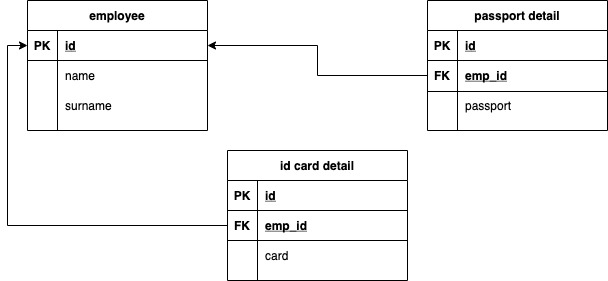 employee
PK id
name
surname
passport detail
PK id
FK emp_id
passport
id card detail
PK id
FK emp_id
card